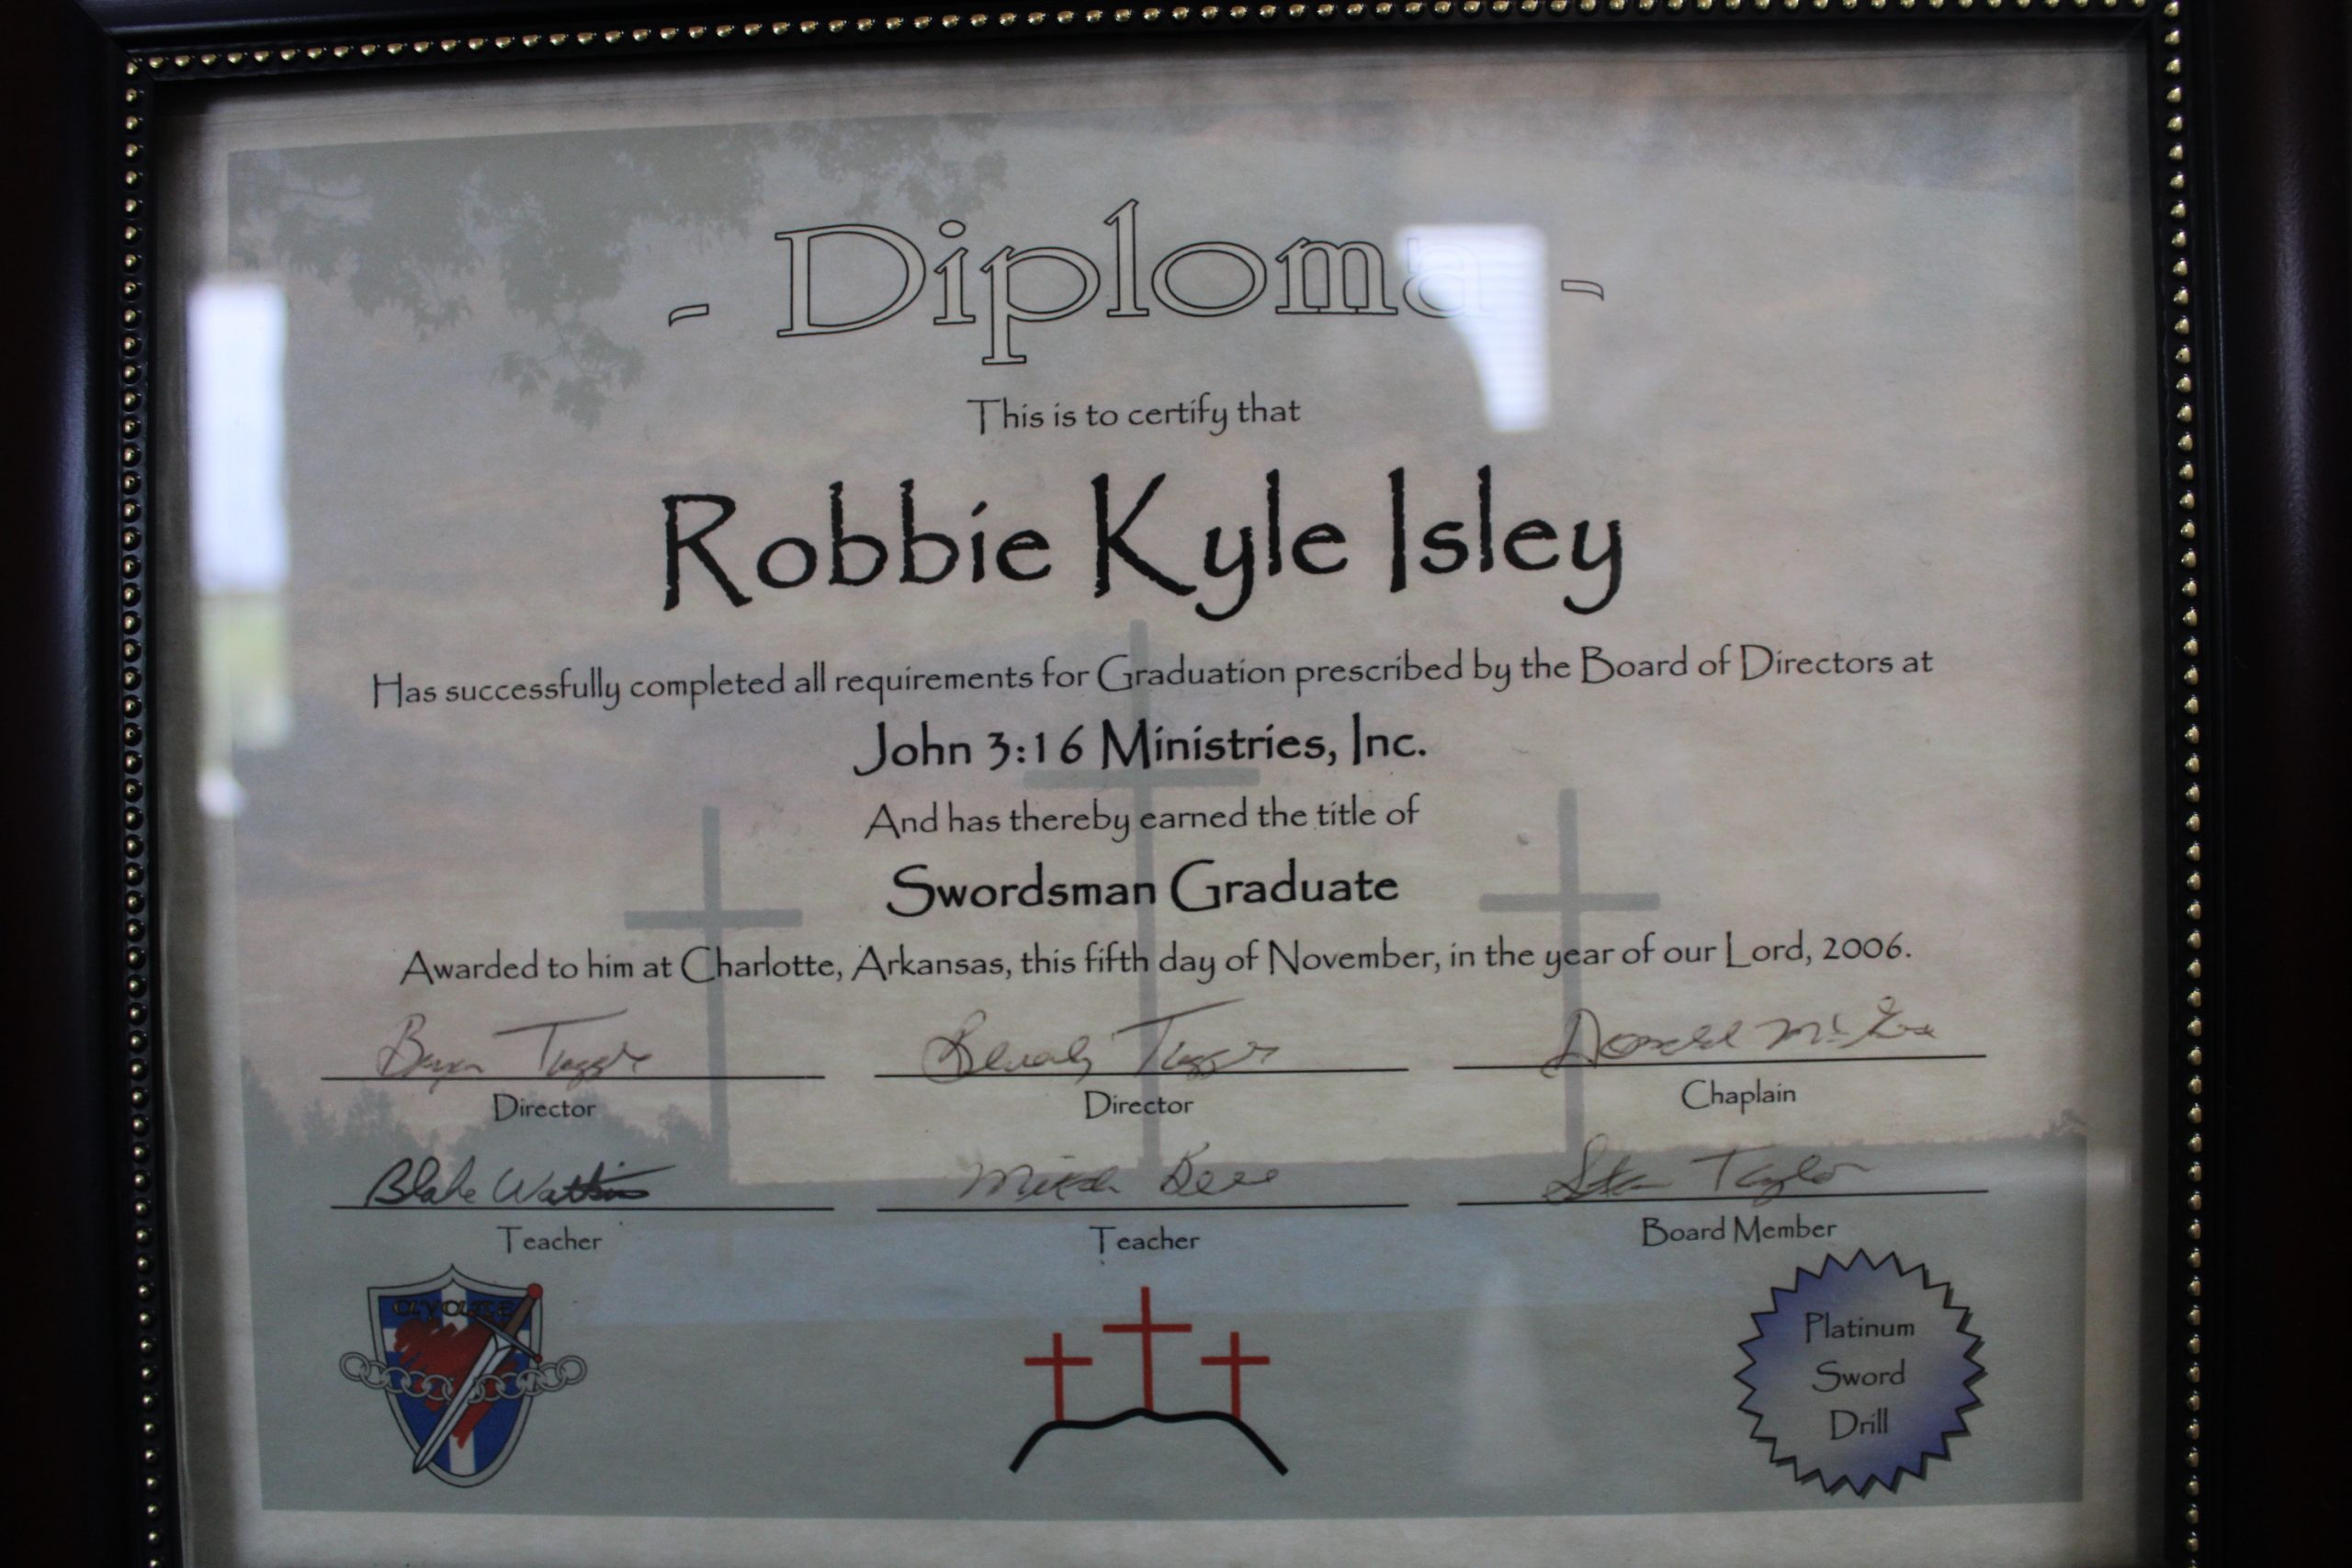 - Diploma -
This is to certify that
Robbie Kyle Isley
Has successfully completed all requirements for Graduation prescribed by the Board of Directors at
John 3:16 Ministries, Inc.
And has thereby earned the title of
Swordsman Graduate
Awarded to him at Charlotte, Arkansas, this fifth day of November, in the year of our Lord, 2006.
Beverly
Donald
Director
Director
Chaplain
Blake Watkins
Taylor
Teacher
Teacher
Board Member
Platinum
Sword
Drill